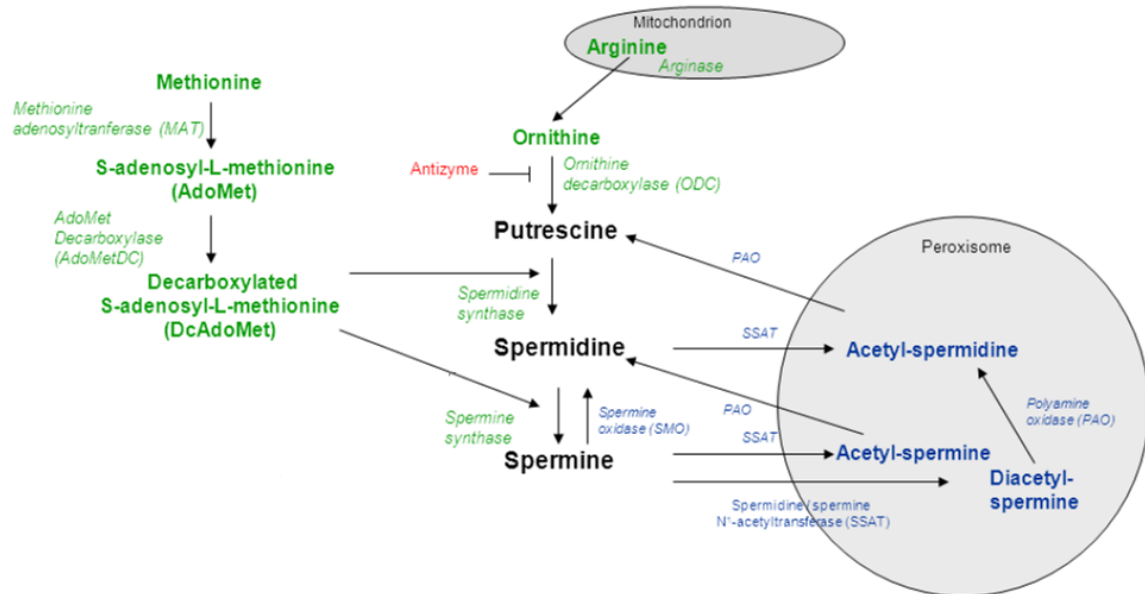 Mitochondrion
Arginine
Arginase
Methionine
Methionine
adenosyltranferase (MAT)
Ornithine
S-adenosyl-L-methionine
(AdoMet)
Antizyme
Ornithine
decarboxylase (ODC)
AdoMet
Decarboxylase
(AdoMetDC)
Putrescine
Peroxisome
PAO
Decarboxylated
S-adenosyl-L-methionine
(DcAdoMet)
Spermidine
synthase
SSAT
Spermidine
Acetyl-spermidine
Spermine
synthase
Spermine
oxidase (SMO)
PAO
SSAT
Polyamine
oxidase (PAO)
Spermine
Acetyl-spermine
Diacetyl-
spermine
Spermidine / spermine
N¹-acetyltransferase (SSAT)